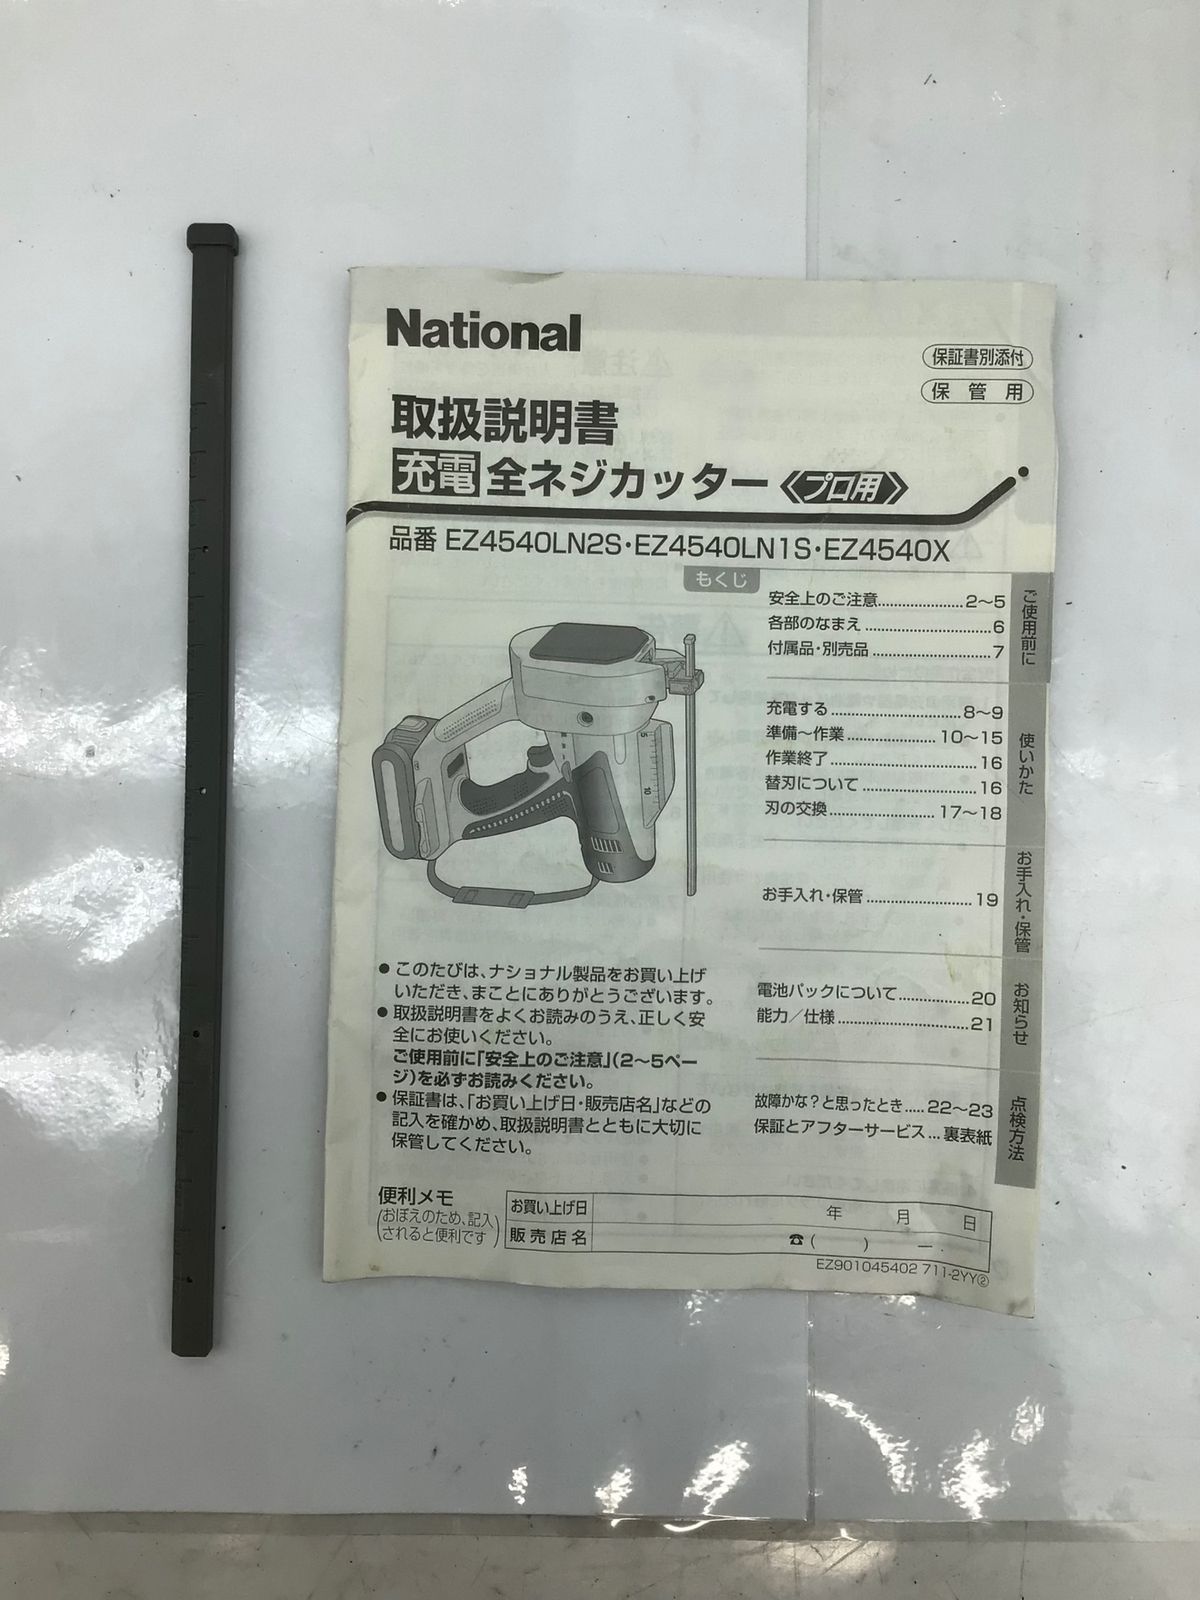 National
保証書別添付
保管用
取扱説明書
充電 全ネジカッター 《プロ用》
品番 EZ4540LN2S・EZ4540LN1S・EZ4540X
もくじ
ご使用前に
安全上のご注意 2～5
各部のなまえ 6
付属品・別売品 7
使いかた
充電する 8～9
準備～作業 10～15
作業終了 16
替刃について 16
刃の交換 17～18
お手入れ・保管
お手入れ・保管 19
お知らせ
電池パックについて 20
能力／仕様 21
点検方法
故障かな？と思ったとき 22～23
保証とアフターサービス 裏表紙
5
10
● このたびは、ナショナル製品をお買い上げ
いただき、まことにありがとうございます。
● 取扱説明書をよくお読みのうえ、正しく安
全にお使いください。
ご使用前に「安全上のご注意」(2～5ペー
ジ)を必ずお読みください。
● 保証書は、「お買い上げ日・販売店名」などの
記入を確かめ、取扱説明書とともに大切に
保管してください。
便利メモ
(おぼえのため、記入
されると便利です)
お買い上げ日 年 月 日
販売店名 ☎( ) ー
EZ901045402 711-2YY②